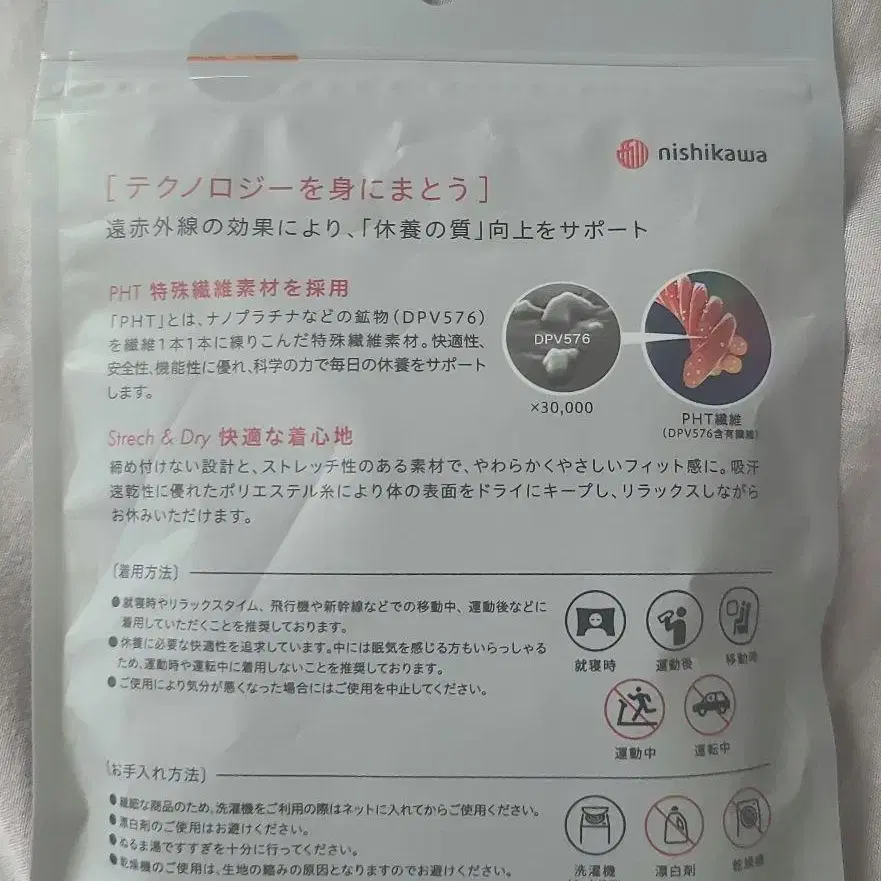 nishikawa
[テクノロジーを身にまとう]
遠赤外線の効果により、「休養の質」向上をサポート
PHT 特殊繊維素材を採用
「PHT」とは、ナノプラチナなどの鉱物(DPV576)
を繊維1本1本に練りこんだ特殊繊維素材。快適性、
安全性、機能性に優れ、科学の力で毎日の休養をサポート
します。
DPV576
×30,000
PHT繊維
(DPV576含有繊維)
Strech & Dry 快適な着心地
締め付けない設計と、ストレッチ性のある素材で、やわらかくやさしいフィット感に。吸汗
速乾性に優れたポリエステル糸により体の表面をドライにキープし、リラックスしながら
お休みいただけます。
〔着用方法〕
●就寝時やリラックスタイム、飛行機や新幹線などでの移動中、運動後などに
着用していただくことを推奨しております。
●休養に必要な快適性を追求しています。中には眠気を感じる方もいらっしゃる
ため、運動時や運転中に着用しないことを推奨しております。
●ご使用により気分が悪くなった場合にはご使用を中止してください。
就寝時
運動後
移動時
運動中
運転中
〔お手入れ方法〕
●繊細な商品のため、洗濯機をご利用の際はネットに入れてからご使用ください。
●漂白剤のご使用はお避けください。
●ぬるま湯ですすぎを十分に行ってください。
●乾燥機のご使用は、生地の縮みの原因となりますのでお避けください。
洗濯機
漂白剤
乾燥機